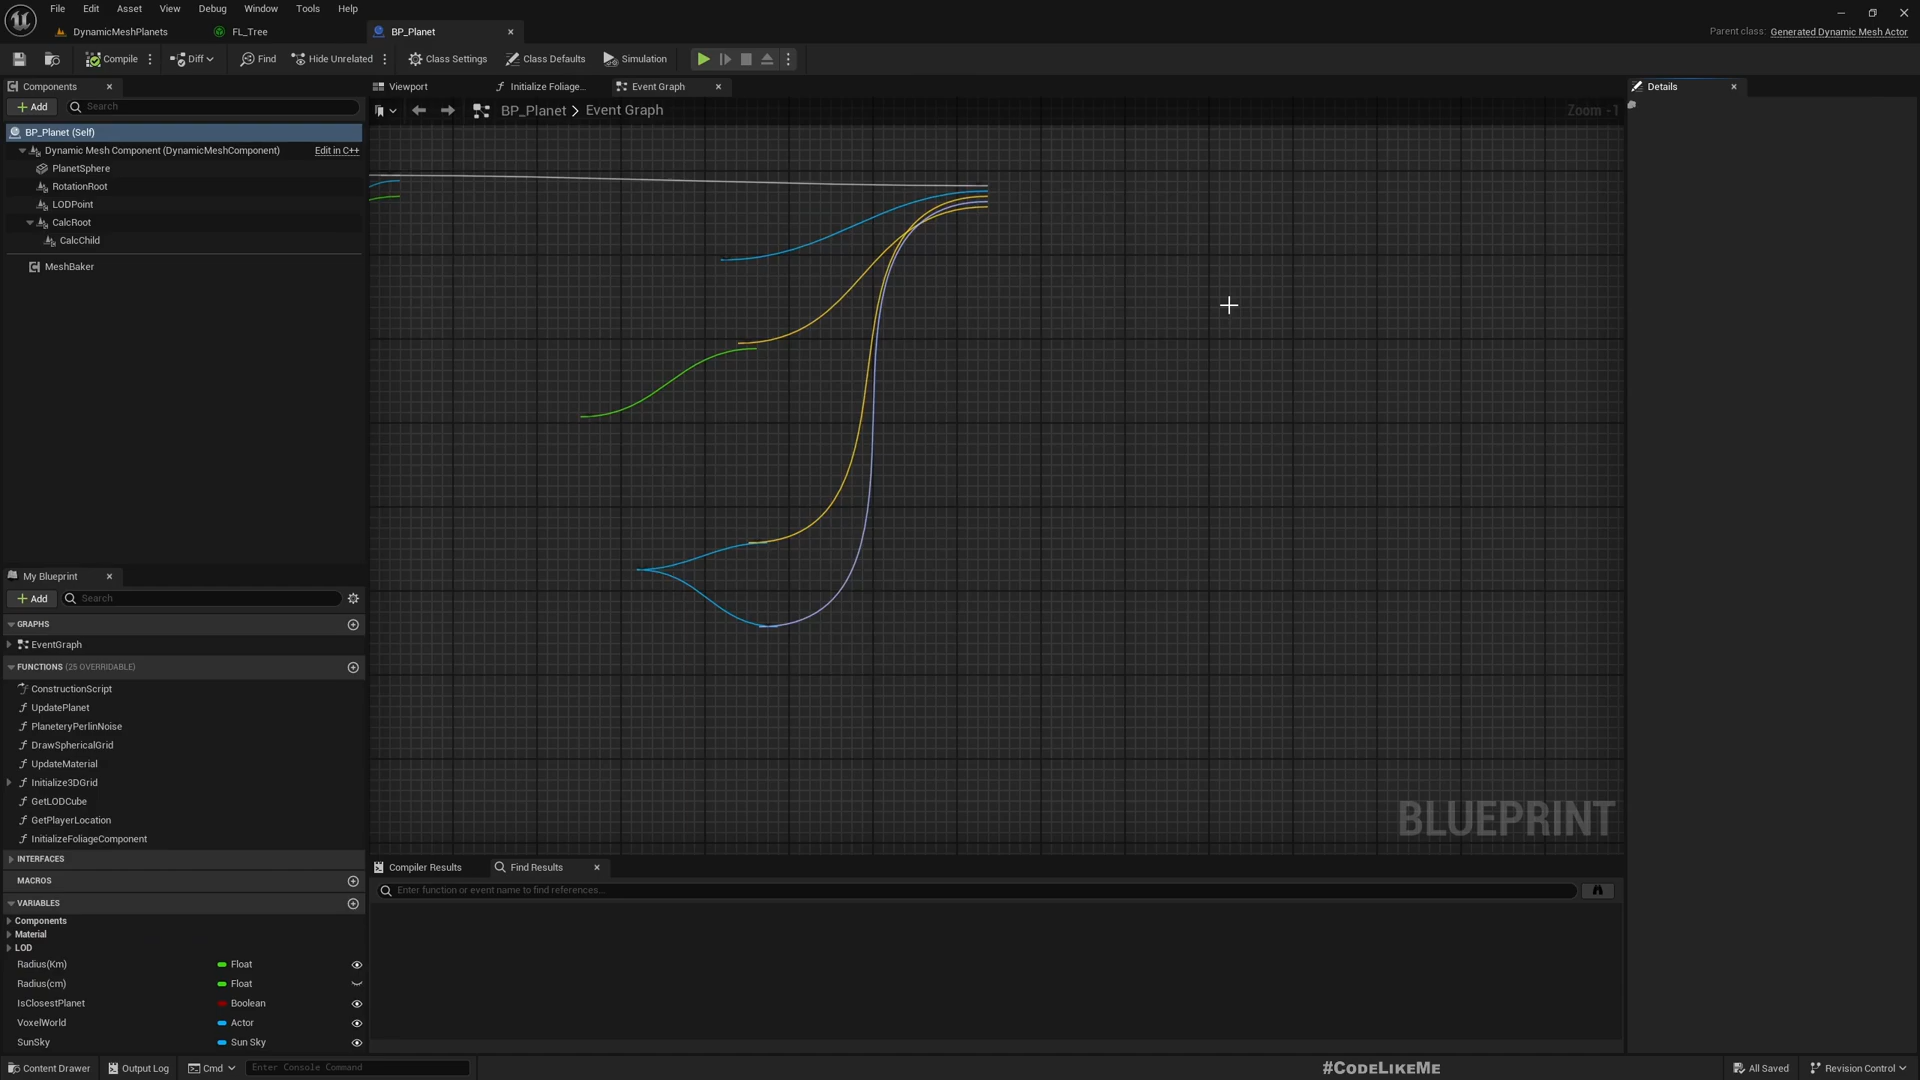 File Edit Asset View Debug Window Tools Help
DynamicMeshPlanets FL_Tree BP_Planet
Parent class: Generated Dynamic Mesh Actor
Compile Diff Find Hide Unrelated Class Settings Class Defaults Simulation
Components Viewport Initialize Foliage... Event Graph Details
Add Search
BP_Planet > Event Graph Zoom -1
BP_Planet (Self)
Dynamic Mesh Component (DynamicMeshComponent) Edit in C++
PlanetSphere
RotationRoot
LODPoint
CalcRoot
CalcChild
MeshBaker
My Blueprint
Add Search
GRAPHS
EventGraph
FUNCTIONS (25 OVERRIDABLE)
ConstructionScript
UpdatePlanet
PlaneteryPerlinNoise
DrawSphericalGrid
UpdateMaterial
Initialize3DGrid
GetLODCube
GetPlayerLocation
InitializeFoliageComponent
BLUEPRINT
INTERFACES
MACROS
VARIABLES
Components
Material
LOD
Radius(Km) Float
Radius(cm) Float
IsClosestPlanet Boolean
VoxelWorld Actor
SunSky Sun Sky
Compiler Results Find Results
Enter function or event name to find references...
Content Drawer Output Log Cmd Enter Console Command #CodeLikeMe All Saved Revision Control